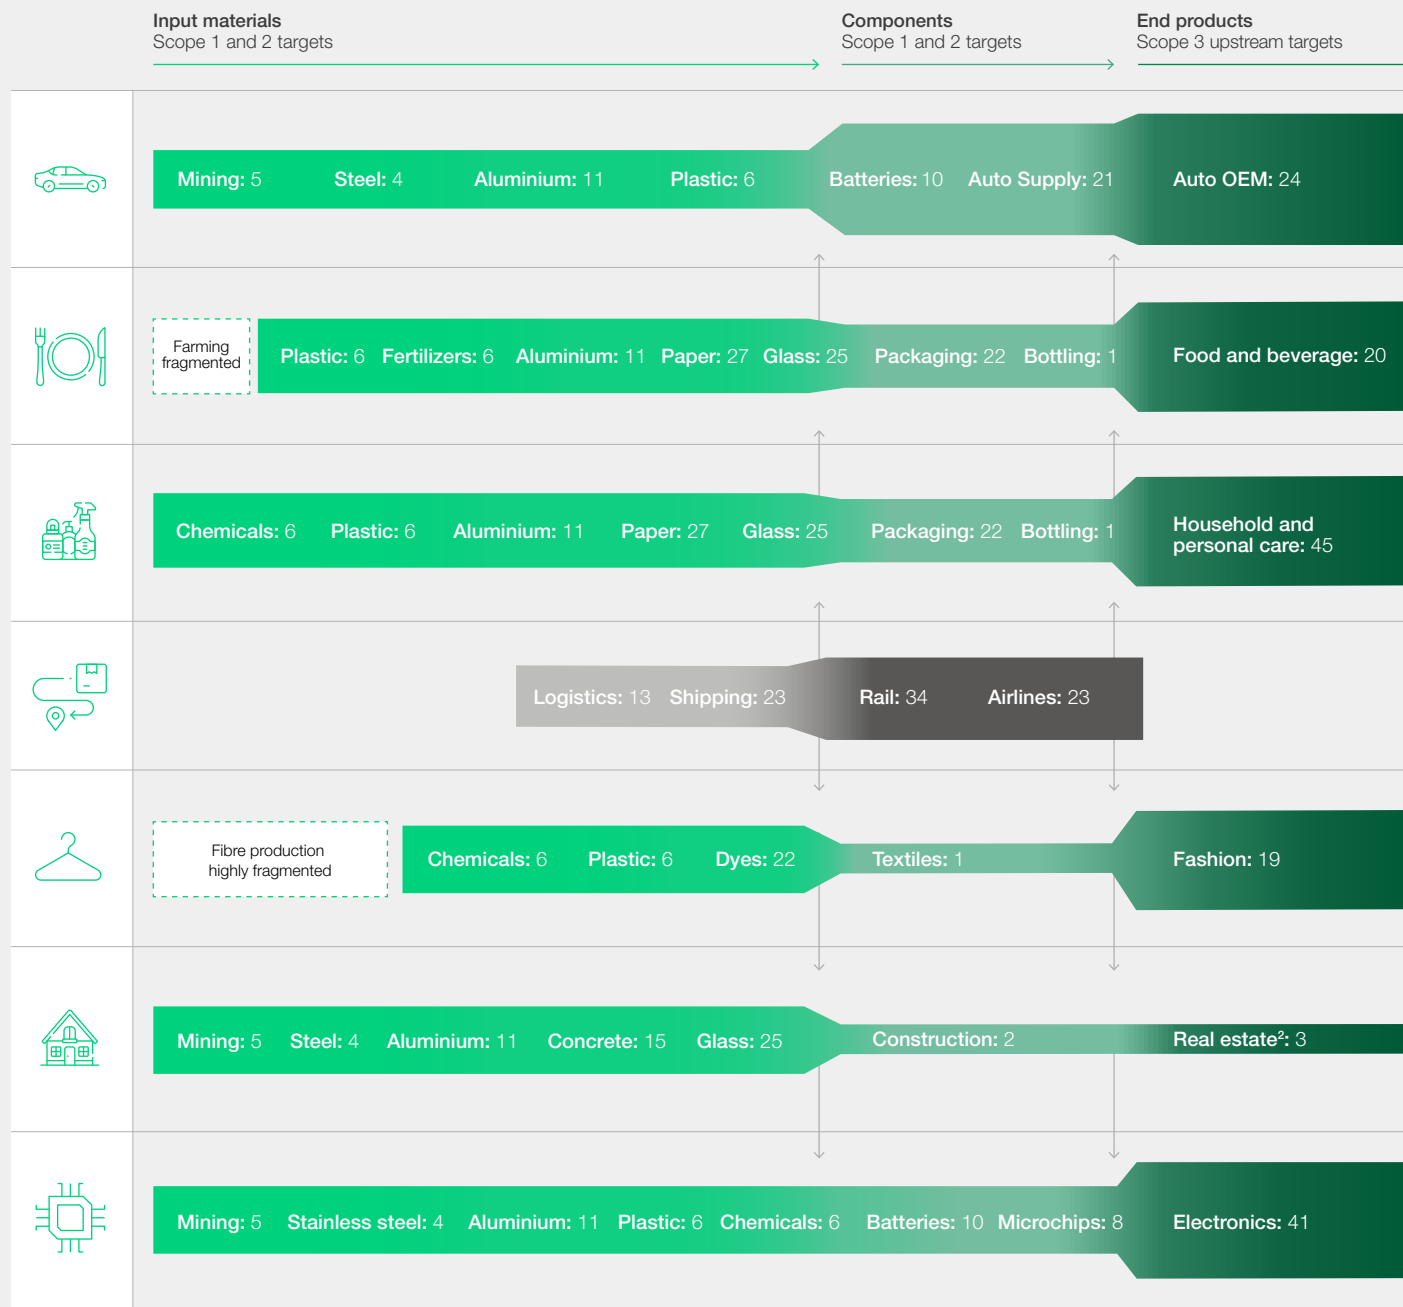 Input materials
Scope 1 and 2 targets
Components
Scope 1 and 2 targets
End products
Scope 3 upstream targets
Mining: 5 Steel: 4 Aluminium: 11 Plastic: 6 Batteries: 10 Auto Supply: 21 Auto OEM: 24
Farming
fragmented
Plastic: 6 Fertilizers: 6 Aluminium: 11 Paper: 27 Glass: 25 Packaging: 22 Bottling: 1 Food and beverage: 20
Chemicals: 6 Plastic: 6 Aluminium: 11 Paper: 27 Glass: 25 Packaging: 22 Bottling: 1
Household and
personal care: 45
Logistics: 13 Shipping: 23 Rail: 34 Airlines: 23
Fibre production
highly fragmented
Chemicals: 6 Plastic: 6 Dyes: 22 Textiles: 1 Fashion: 19
Mining: 5 Steel: 4 Aluminium: 11 Concrete: 15 Glass: 25 Construction: 2 Real estate²: 3
Mining: 5 Stainless steel: 4 Aluminium: 11 Plastic: 6 Chemicals: 6 Batteries: 10 Microchips: 8 Electronics: 41